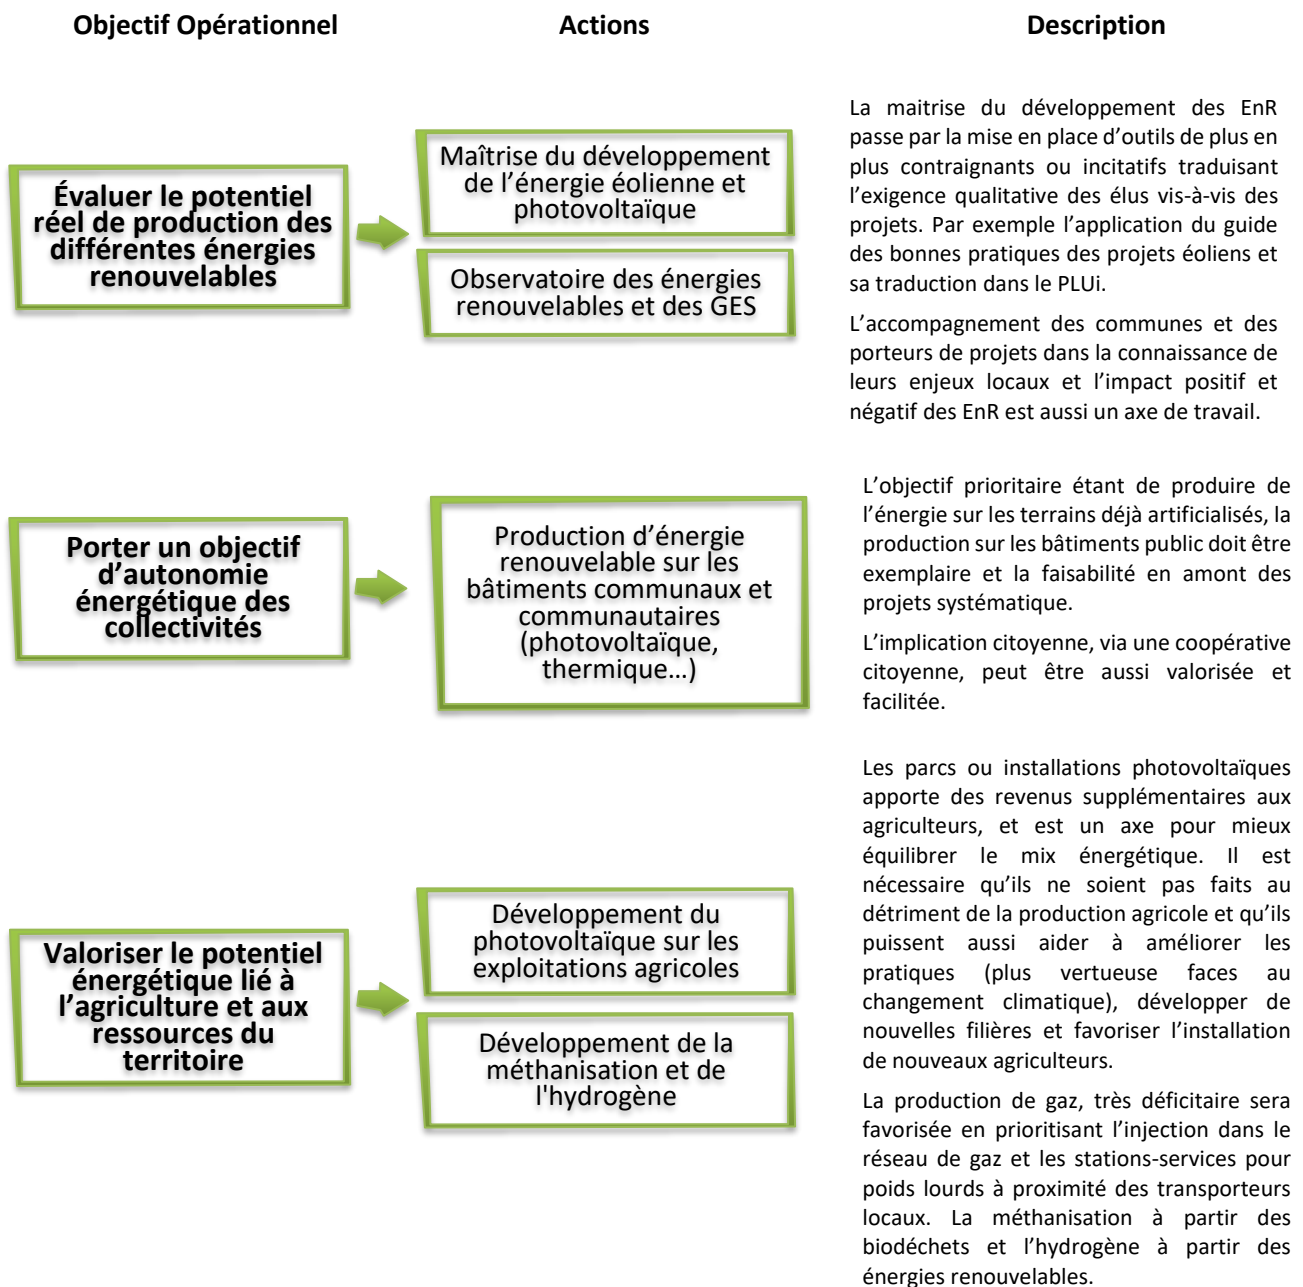 Objectif Opérationnel
Actions
Description
Évaluer le potentiel
réel de production des
différentes énergies
renouvelables
Maîtrise du développement
de l’énergie éolienne et
photovoltaïque
Observatoire des énergies
renouvelables et des GES
La maitrise du développement des EnR
passe par la mise en place d’outils de plus en
plus contraignants ou incitatifs traduisant
l’exigence qualitative des élus vis-à-vis des
projets. Par exemple l’application du guide
des bonnes pratiques des projets éoliens et
sa traduction dans le PLUi.
L’accompagnement des communes et des
porteurs de projets dans la connaissance de
leurs enjeux locaux et l’impact positif et
négatif des EnR est aussi un axe de travail.
Porter un objectif
d’autonomie
énergétique des
collectivités
Production d’énergie
renouvelable sur les
bâtiments communaux et
communautaires
(photovoltaïque,
thermique…)
L’objectif prioritaire étant de produire de
l’énergie sur les terrains déjà artificialisés, la
production sur les bâtiments public doit être
exemplaire et la faisabilité en amont des
projets systématique.
L’implication citoyenne, via une coopérative
citoyenne, peut être aussi valorisée et
facilitée.
Valoriser le potentiel
énergétique lié à
l’agriculture et aux
ressources du
territoire
Développement du
photovoltaïque sur les
exploitations agricoles
Développement de la
méthanisation et de
l'hydrogène
Les parcs ou installations photovoltaïques
apporte des revenus supplémentaires aux
agriculteurs, et est un axe pour mieux
équilibrer le mix énergétique. Il est
nécessaire qu’ils ne soient pas faits au
détriment de la production agricole et qu’ils
puissent aussi aider à améliorer les
pratiques (plus vertueuse faces au
changement climatique), développer de
nouvelles filières et favoriser l’installation
de nouveaux agriculteurs.
La production de gaz, très déficitaire sera
favorisée en prioritisant l’injection dans le
réseau de gaz et les stations-services pour
poids lourds à proximité des transporteurs
locaux. La méthanisation à partir des
biodéchets et l’hydrogène à partir des
énergies renouvelables.